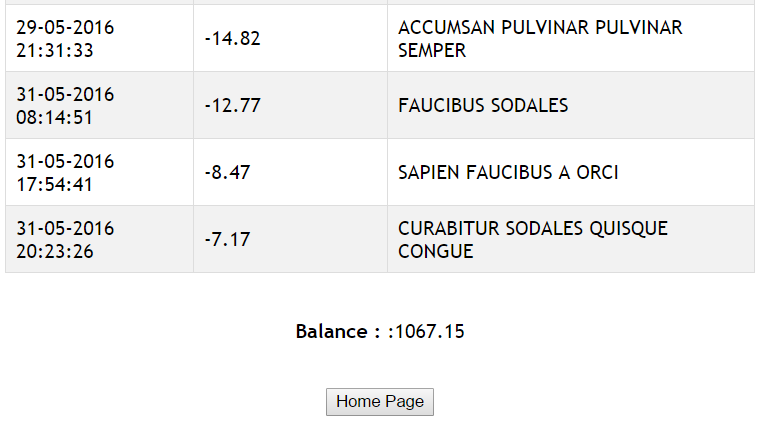 29-05-2016
21:31:33
-14.82
ACCUMSAN PULVINAR PULVINAR
SEMPER
31-05-2016
08:14:51
-12.77
FAUCIBUS SODALES
31-05-2016
17:54:41
-8.47
SAPIEN FAUCIBUS A ORCI
31-05-2016
20:23:26
-7.17
CURABITUR SODALES QUISQUE
CONGUE
Balance : :1067.15
Home Page